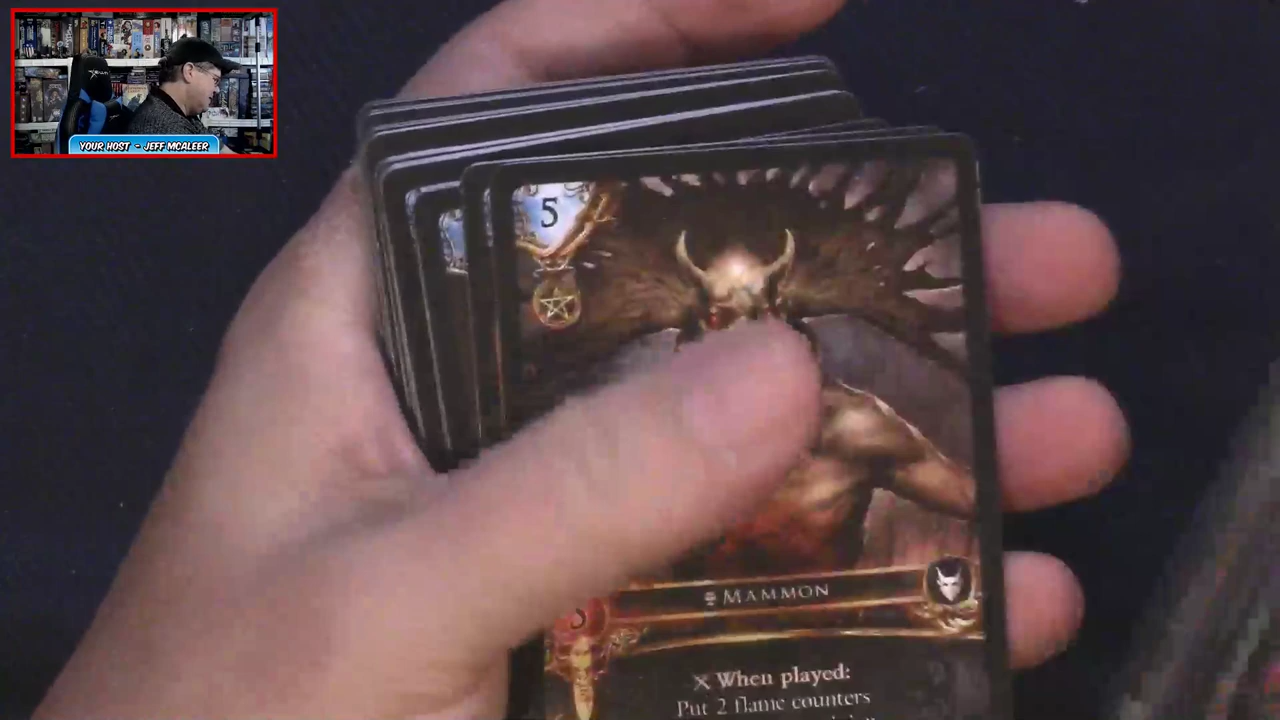 YOUR HOST - JEFF MCALEER
5
MAMMON
When played:
Put 2 flame counters